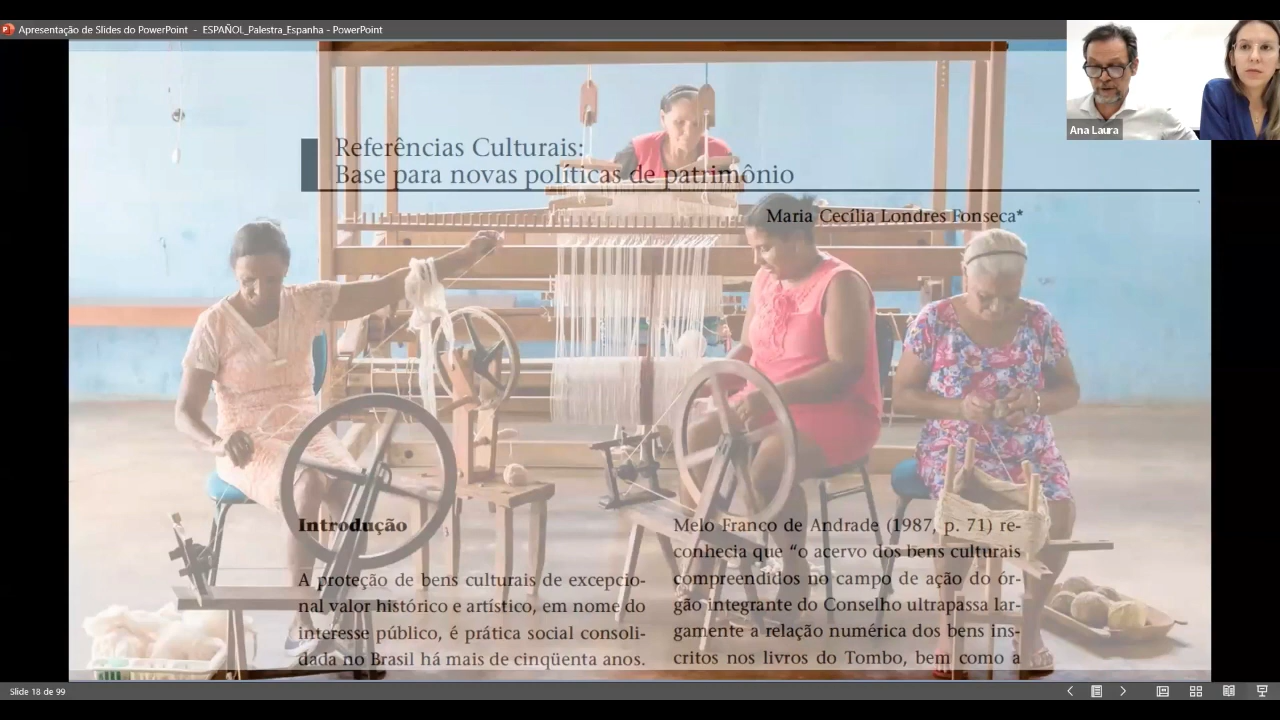 Apresentação de Slides do PowerPoint - ESPAÑOL_Palestra_Espanha - PowerPoint
Ana Laura
Referências Culturais:
Base para novas políticas de patrimônio
Maria Cecília Londres Fonseca*
Introdução
A proteção de bens culturais de excepcio-
nal valor histórico e artístico, em nome do
interesse público, é prática social consoli-
dada no Brasil há mais de cinqüenta anos.
Melo Franco de Andrade (1987, p. 71) re-
conhecia que “o acervo dos bens culturais
compreendidos no campo de ação do ór-
gão integrante do Conselho ultrapassa lar-
gamente a relação numérica dos bens ins-
critos nos livros do Tombo, bem como a
Slide 18 de 99